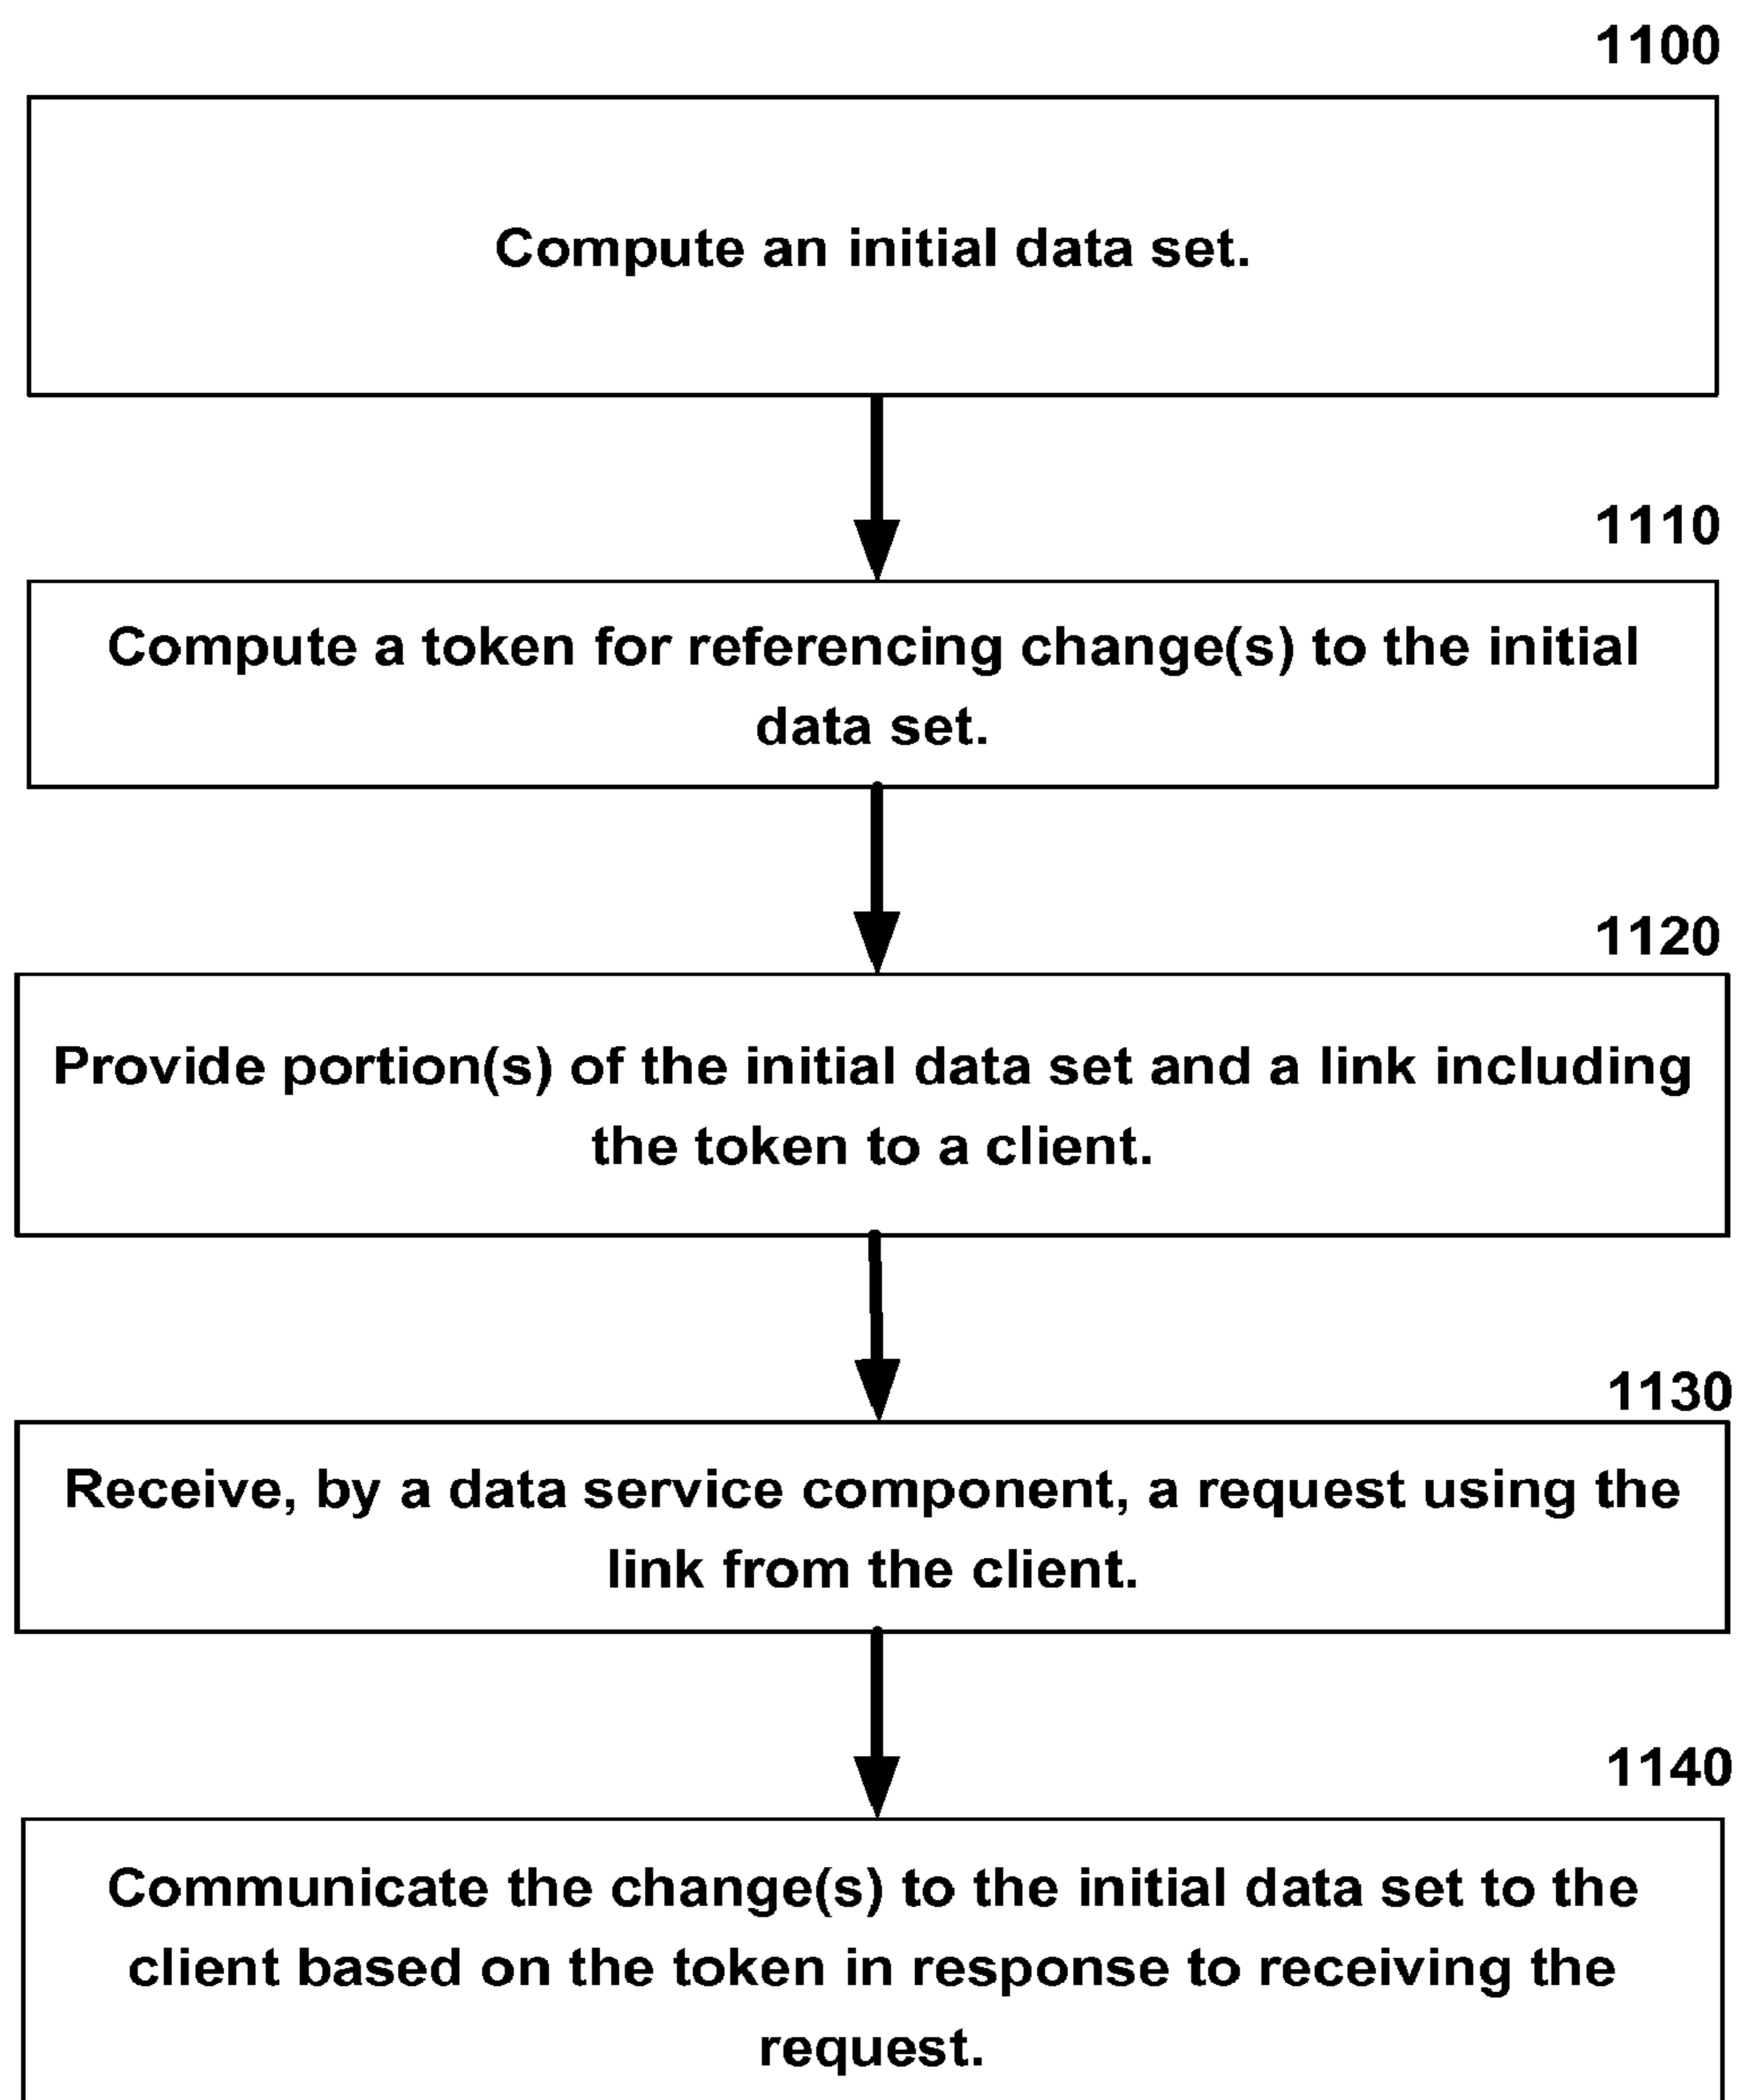 1100
Compute an initial data set.
1110
Compute a token for referencing change(s) to the initial
data set.
1120
Provide portion(s) of the initial data set and a link including
the token to a client.
1130
Receive, by a data service component, a request using the
link from the client.
1140
Communicate the change(s) to the initial data set to the
client based on the token in response to receiving the
request.